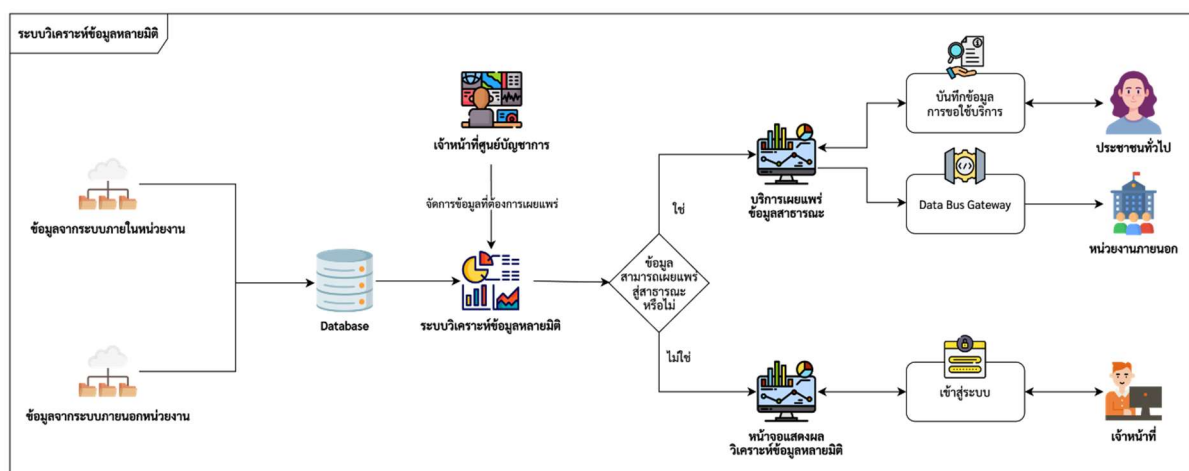 ระบบวิเคราะห์ข้อมูลหลายมิติ
เจ้าหน้าที่ศูนย์บัญชาการ
จัดการข้อมูลที่ต้องการเผยแพร่
ข้อมูลจากระบบภายในหน่วยงาน
ข้อมูลจากระบบภายนอกหน่วยงาน
Database
ระบบวิเคราะห์ข้อมูลหลายมิติ
ข้อมูล
สามารถเผยแพร่
สู่สาธารณะ
หรือไม่
ใช่
บริการเผยแพร่
ข้อมูลสาธารณะ
บันทึกข้อมูล
การขอใช้บริการ
ประชาชนทั่วไป
Data Bus Gateway
หน่วยงานภายนอก
ไม่ใช่
หน้าจอแสดงผล
วิเคราะห์ข้อมูลหลายมิติ
เข้าสู่ระบบ
เจ้าหน้าที่